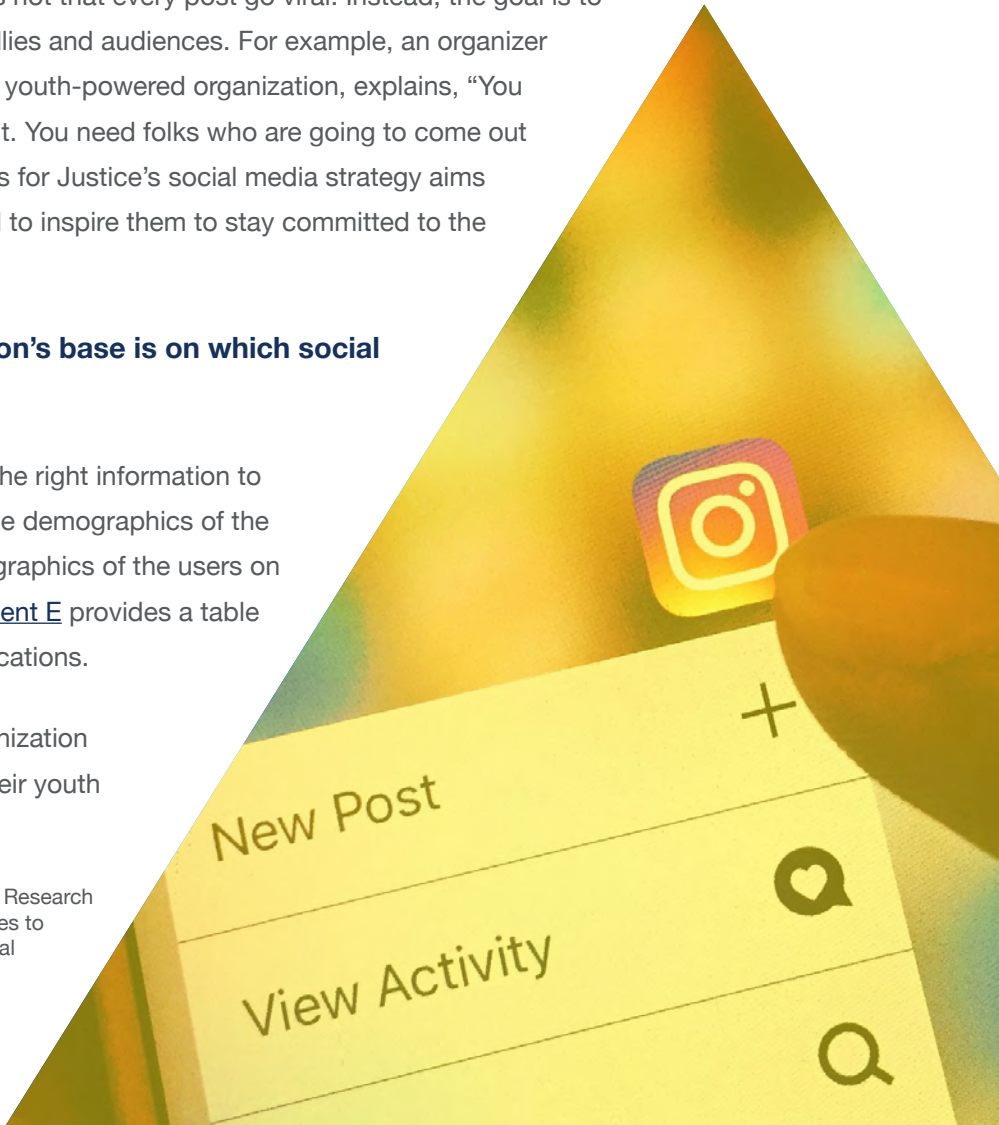 not that every post go viral. Instead, the goal is to
llies and audiences. For example, an organizer
youth-powered organization, explains, “You
t. You need folks who are going to come out
s for Justice’s social media strategy aims
to inspire them to stay committed to the
on’s base is on which social
he right information to
e demographics of the
graphics of the users on
ent E provides a table
cations.
nization
eir youth
Research
es to
al
New Post
View Activity